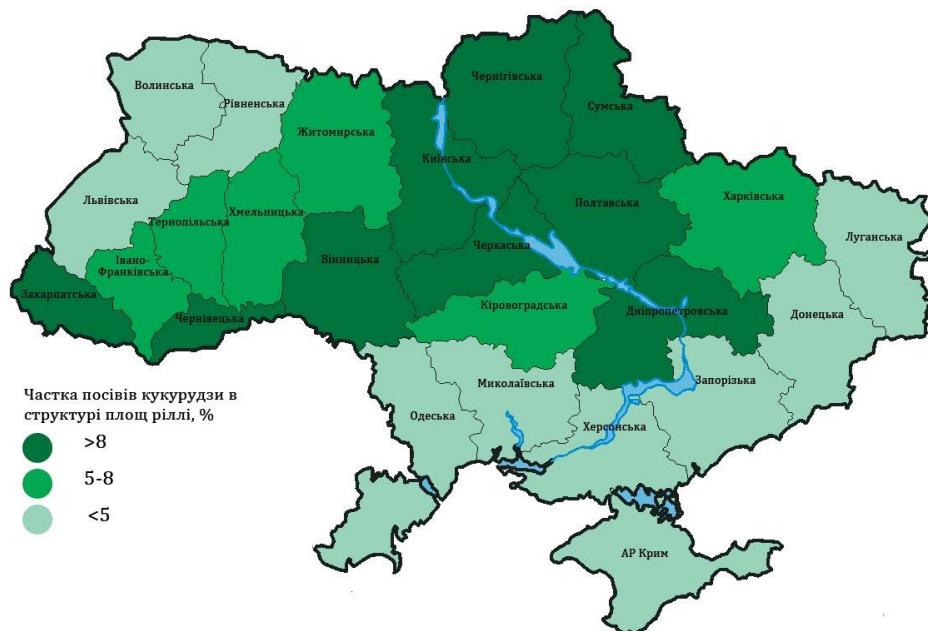 Чернігівська
Волинська
Рівненська
Сумська
Житомирська
Київська
Львівська
Тернопільська
Хмельницька
Полтавська
Харківська
Луганська
Черкаська
Вінницька
Івано-
Франківська
Закарпатська
Чернівецька
Кіровоградська
Дніпропетровська
Донецька
Миколаївська
Запорізька
Одеська
Херсонська
АР Крим
Частка посівів кукурудзи в
структурі площ ріллі, %
>8
5-8
<5